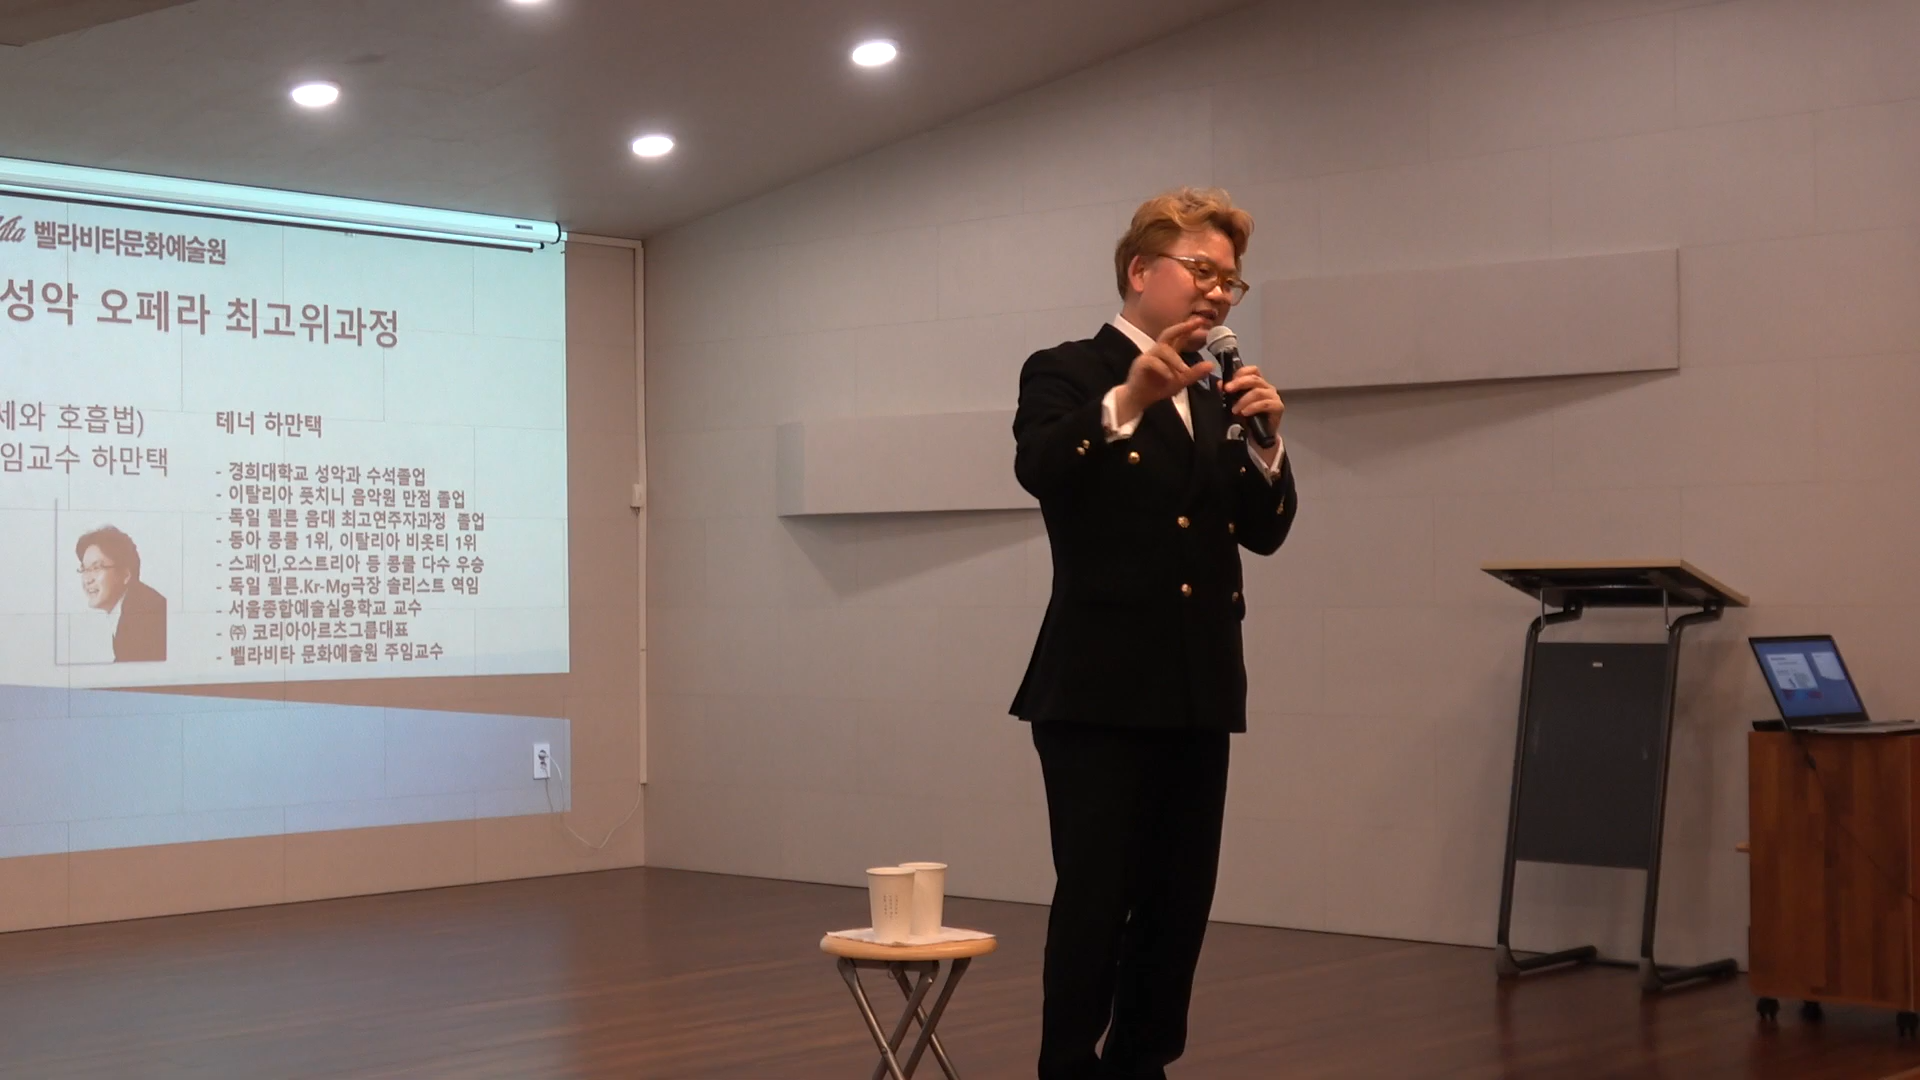 벨라비타문화예술원
성악 오페라 최고위과정
세와 호흡법)
임교수 하만택
테너 하만택
- 경희대학교 성악과 수석졸업
- 이탈리아 풋치니 음악원 만점 졸업
- 독일 쾰른 음대 최고연주자과정 졸업
- 동아 콩쿨 1위, 이탈리아 비옷티 1위
- 스페인,오스트리아 등 콩쿨 다수 우승
- 독일 쾰른.Kr-Mg극장 솔리스트 역임
- 서울종합예술실용학교 교수
- ㈜ 코리아아르츠그룹대표
- 벨라비타 문화예술원 주임교수